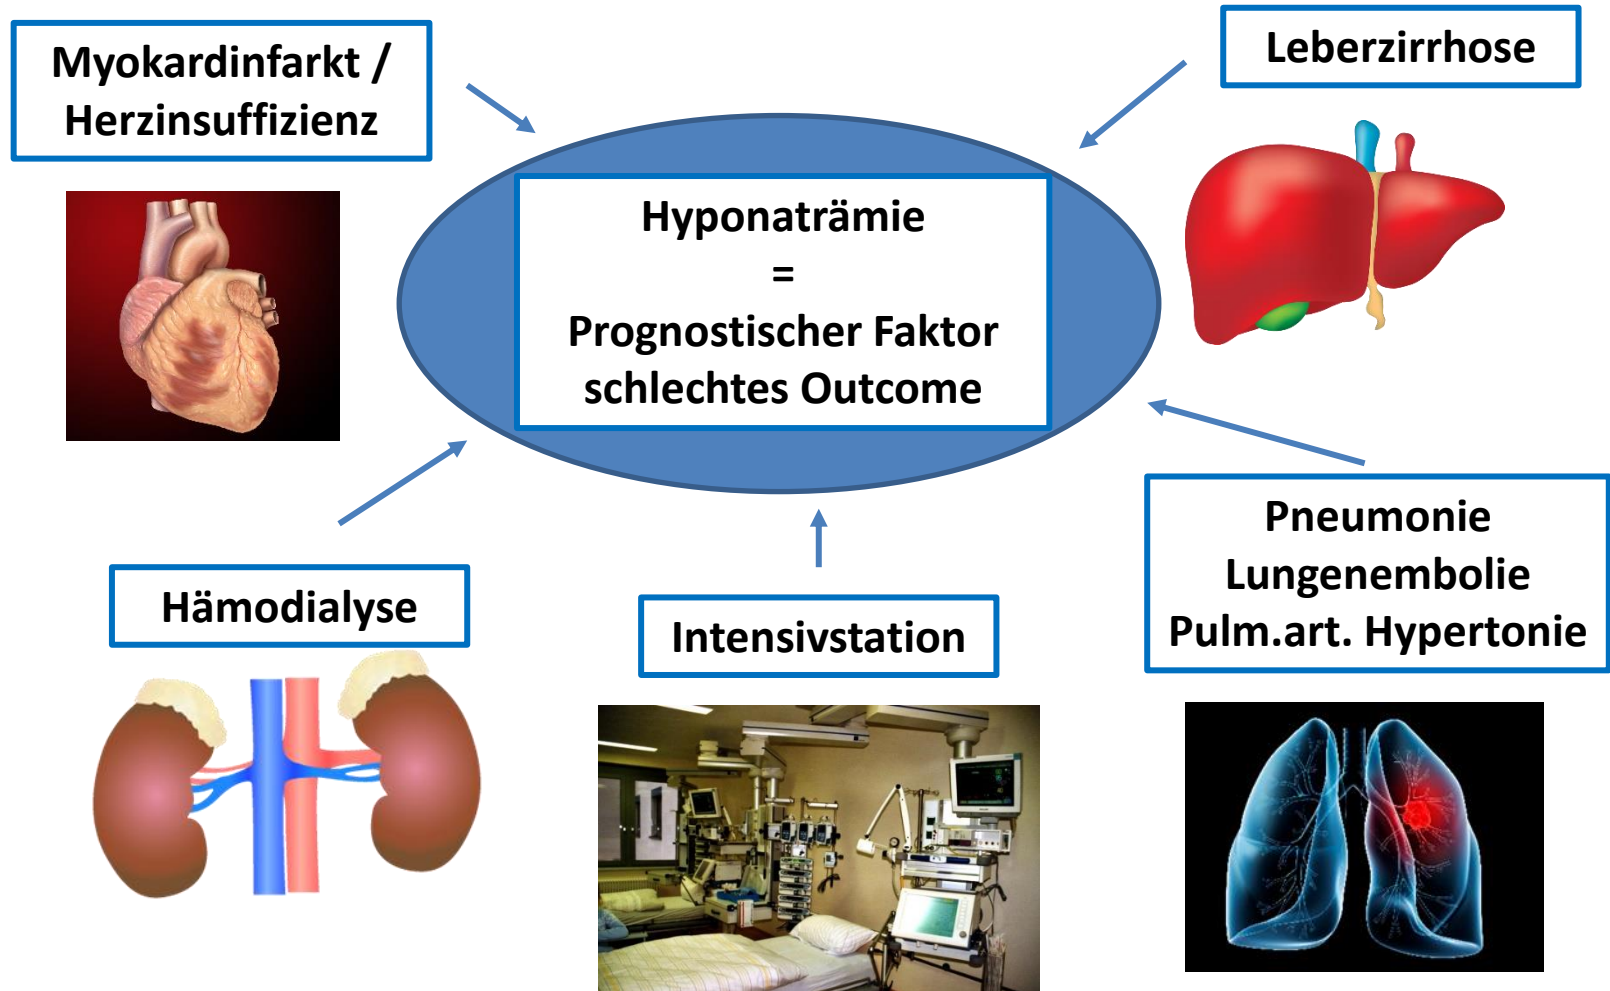 Myokardinfarkt /
Herzinsuffizienz
Leberzirrhose
Hyponaträmie
=
Prognostischer Faktor
schlechtes Outcome
Hämodialyse
Intensivstation
Pneumonie
Lungenembolie
Pulm.art. Hypertonie